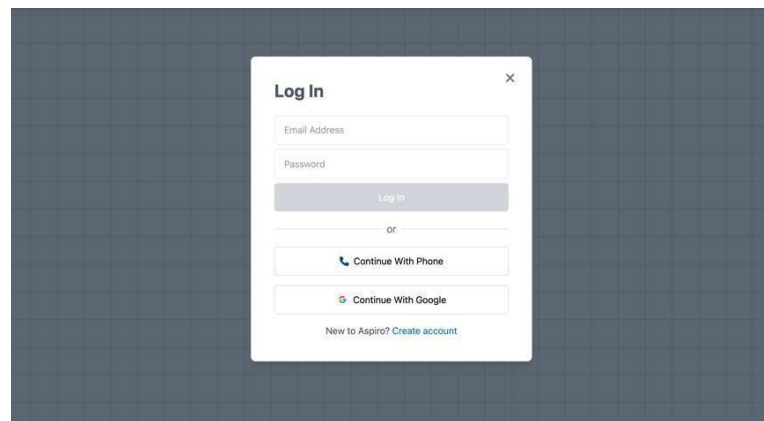 Log In
Email Address
Password
Log In
or
Continue With Phone
Continue With Google
New to Aspiro? Create account